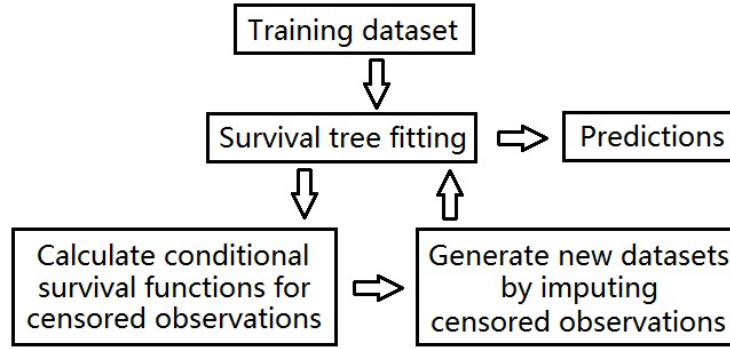 Training dataset
Survival tree fitting
Predictions
Calculate conditional
survival functions for
censored observations
Generate new datasets
by imputing
censored observations